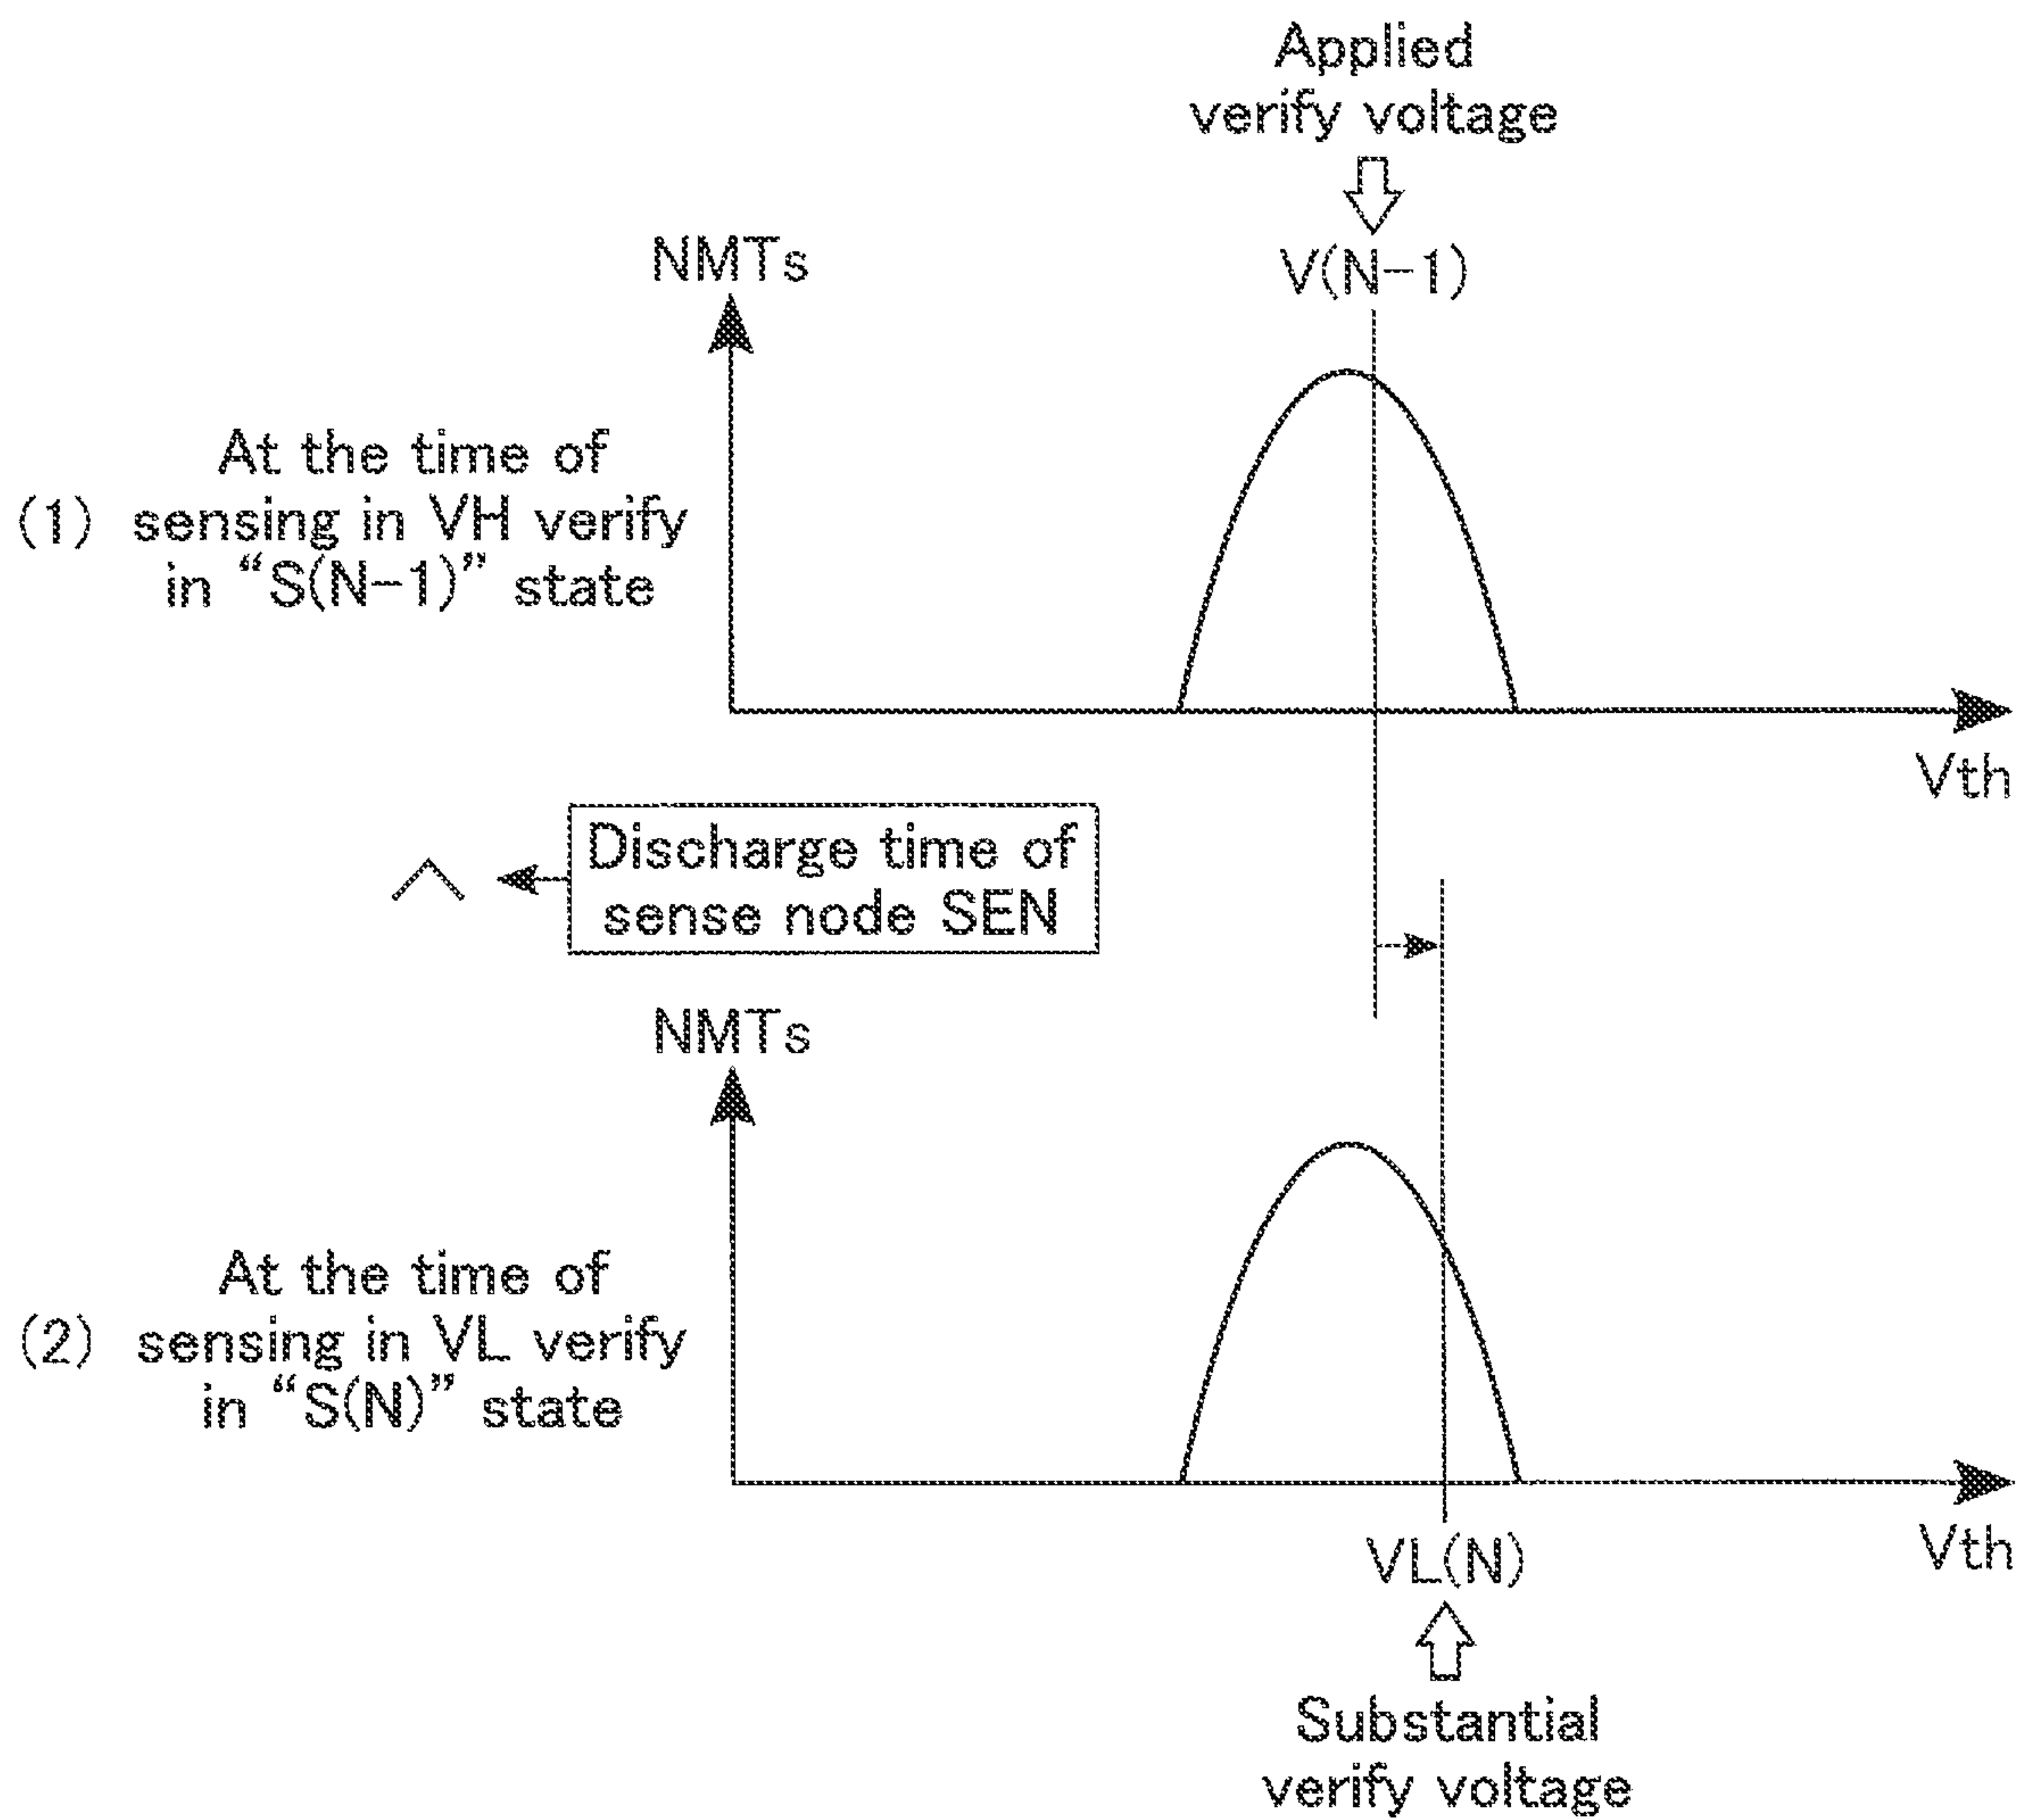 Applied
verify voltage
V(N-1)
NMTs
At the time of
(1) sensing in VH verify
in “S(N-1)” state
Vth
Discharge time of
sense node SEN
NMTs
At the time of
(2) sensing in VL verify
in “S(N)” state
VL(N)
Vth
Substantial
verify voltage